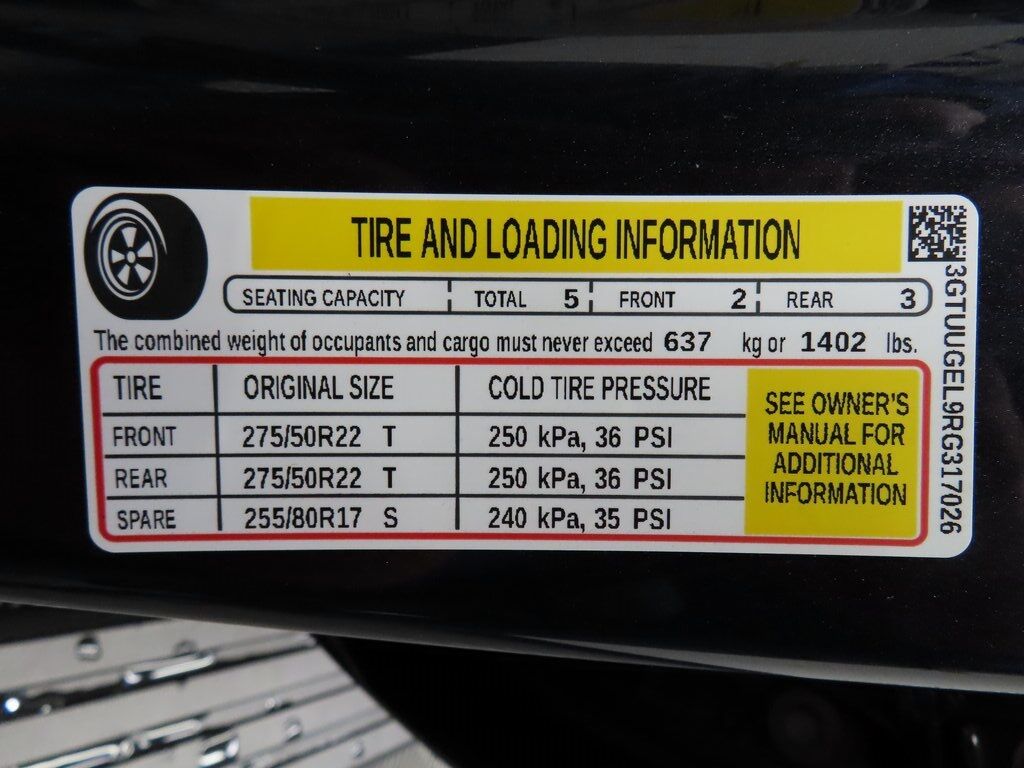 TIRE AND LOADING INFORMATION
SEATING CAPACITY TOTAL 5 FRONT 2 REAR 3
The combined weight of occupants and cargo must never exceed 637 kg or 1402 lbs.
TIRE ORIGINAL SIZE COLD TIRE PRESSURE
FRONT 275/50R22 T 250 kPa, 36 PSI
REAR 275/50R22 T 250 kPa, 36 PSI
SPARE 255/80R17 S 240 kPa, 35 PSI
SEE OWNER'S
MANUAL FOR
ADDITIONAL
INFORMATION
3GTUUGEL9RG317026